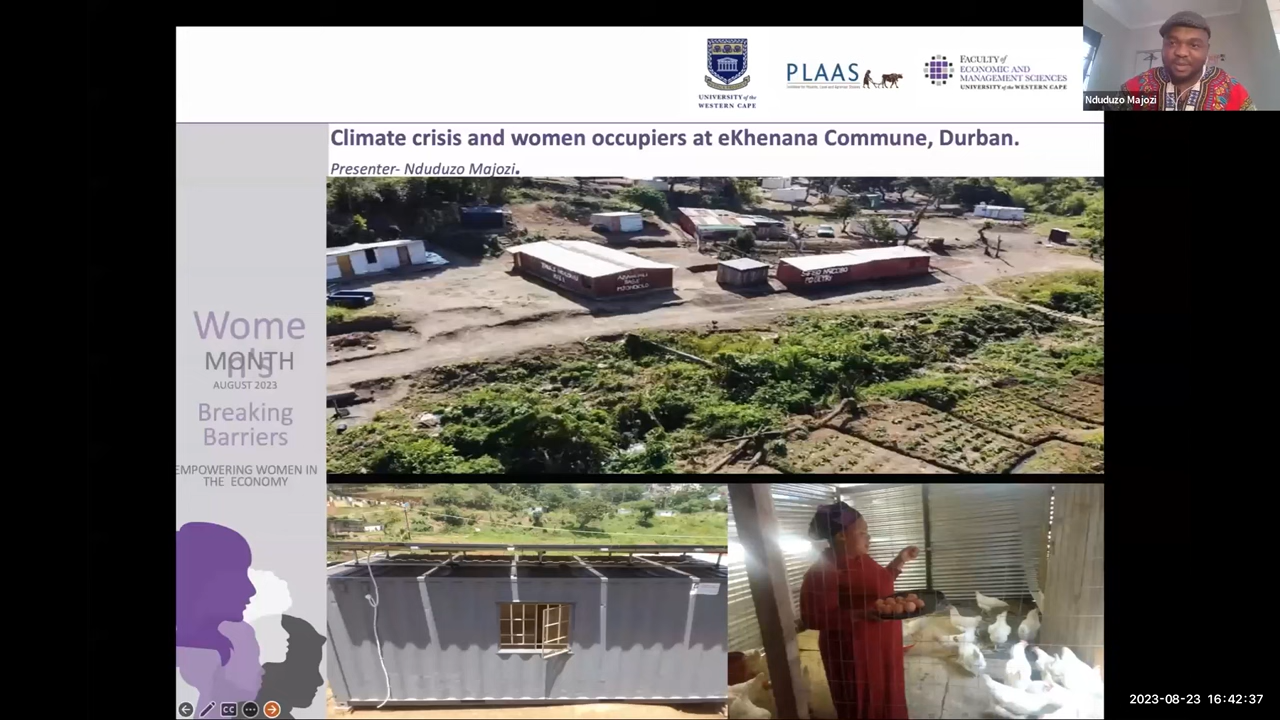 UNIVERSITY of the
WESTERN CAPE
PLAAS
FACULTY of
ECONOMIC AND
MANAGEMENT SCIENCES
UNIVERSITY of the WESTERN CAPE
Nduduzo Majozi
Climate crisis and women occupiers at eKhenana Commune, Durban.
Presenter- Nduduzo Majozi.
Wome
n's
MONTH
AUGUST 2023
Breaking
Barriers
EMPOWERING WOMEN IN
THE ECONOMY
CC
2023-08-23 16:42:37